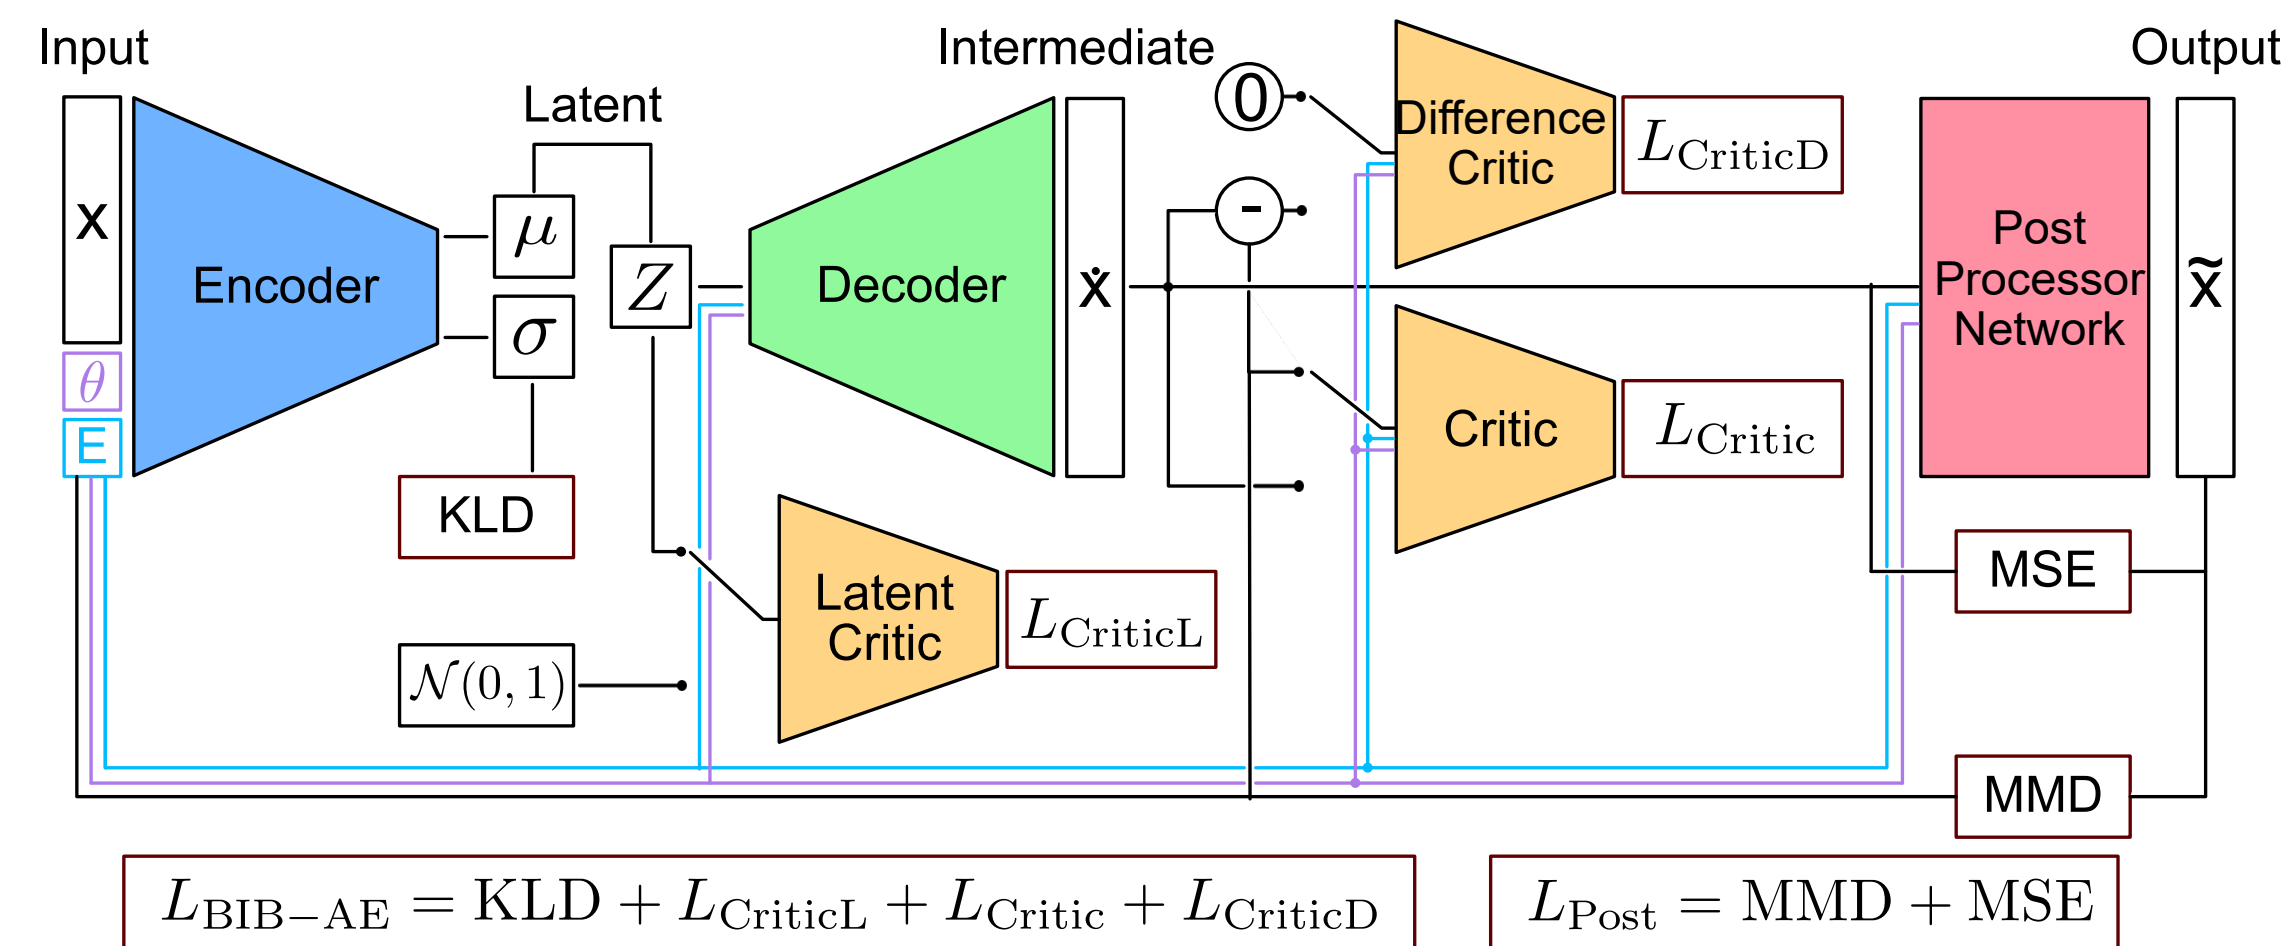 Input
Latent
Intermediate
Output
x
θ
E
Encoder
μ
σ
KLD
Z
𝒩(0, 1)
Decoder
ẋ
Latent
Critic
L_CriticL
0
-
Difference
Critic
L_CriticD
Critic
L_Critic
Post
Processor
Network
x̃
MSE
MMD
L_BIB−AE = KLD + L_CriticL + L_Critic + L_CriticD
L_Post = MMD + MSE